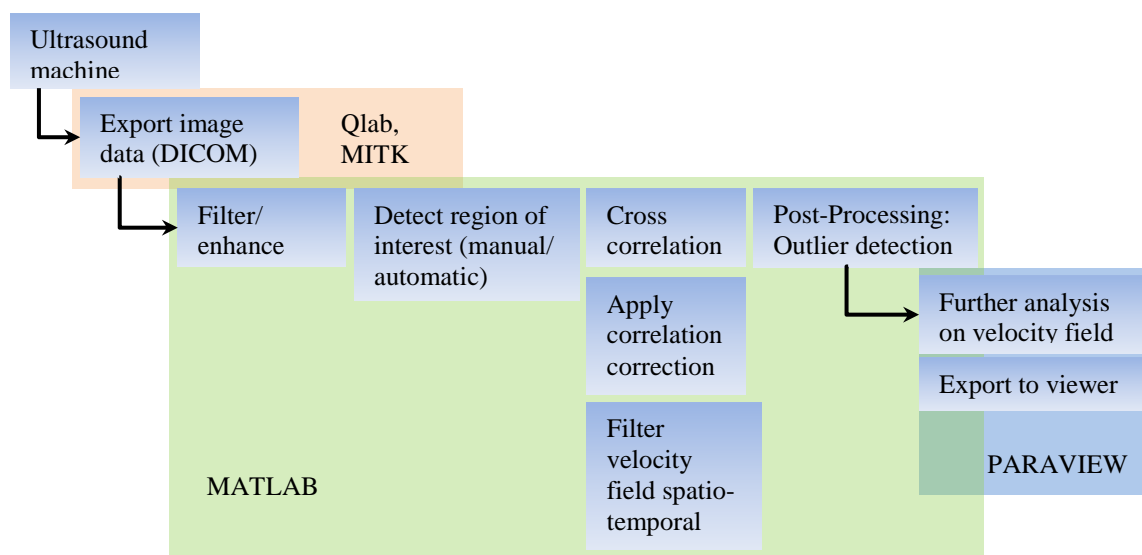 Ultrasound
machine
Export image
data (DICOM)
Qlab,
MITK
Filter/
enhance
Detect region of
interest (manual/
automatic)
Cross
correlation
Apply
correlation
correction
Filter
velocity
field spatio-
temporal
Post-Processing:
Outlier detection
Further analysis
on velocity field
Export to viewer
MATLAB
PARAVIEW